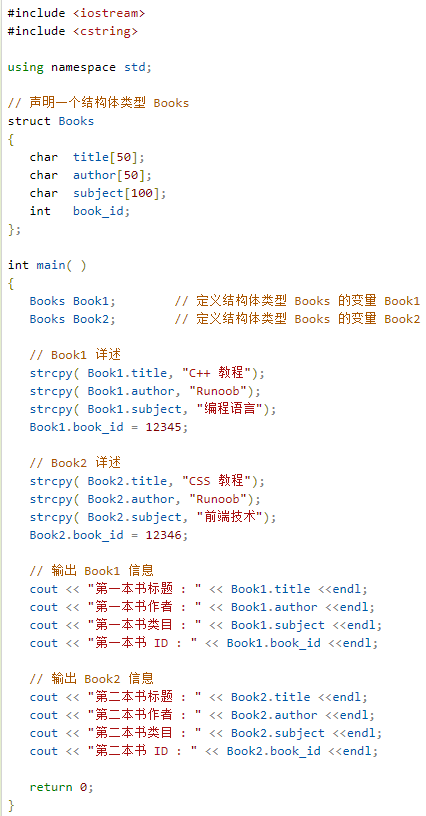 #include <iostream>
#include <cstring>

using namespace std;

// 声明一个结构体类型 Books
struct Books
{
   char  title[50];
   char  author[50];
   char  subject[100];
   int   book_id;
};

int main( )
{
   Books Book1;        // 定义结构体类型 Books 的变量 Book1
   Books Book2;        // 定义结构体类型 Books 的变量 Book2

   // Book1 详述
   strcpy( Book1.title, "C++ 教程");
   strcpy( Book1.author, "Runoob");
   strcpy( Book1.subject, "编程语言");
   Book1.book_id = 12345;

   // Book2 详述
   strcpy( Book2.title, "CSS 教程");
   strcpy( Book2.author, "Runoob");
   strcpy( Book2.subject, "前端技术");
   Book2.book_id = 12346;

   // 输出 Book1 信息
   cout << "第一本书标题 : " << Book1.title <<endl;
   cout << "第一本书作者 : " << Book1.author <<endl;
   cout << "第一本书类目 : " << Book1.subject <<endl;
   cout << "第一本书 ID : " << Book1.book_id <<endl;

   // 输出 Book2 信息
   cout << "第二本书标题 : " << Book2.title <<endl;
   cout << "第二本书作者 : " << Book2.author <<endl;
   cout << "第二本书类目 : " << Book2.subject <<endl;
   cout << "第二本书 ID : " << Book2.book_id <<endl;

   return 0;
}